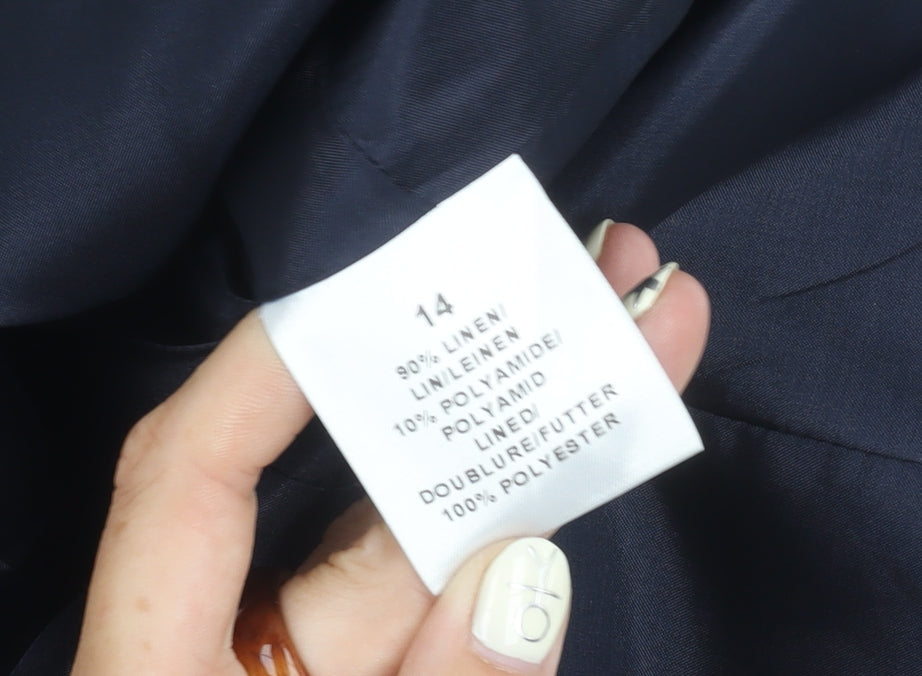 14
90% LINEN/
LIN/LEINEN
10% POLYAMIDE/
POLYAMID
LINED/
DOUBLURE/FUTTER
100% POLYESTER